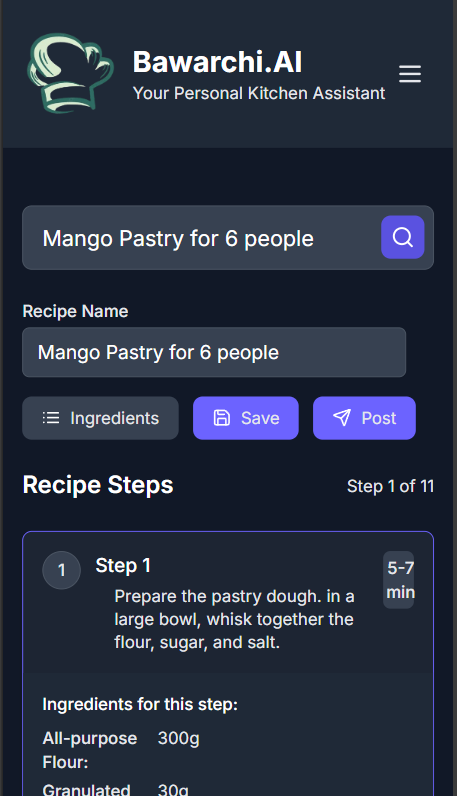 Bawarchi.AI
Your Personal Kitchen Assistant
Mango Pastry for 6 people
Recipe Name
Mango Pastry for 6 people
Ingredients
Save
Post
Recipe Steps
Step 1 of 11
1
Step 1
5-7
min
Prepare the pastry dough. in a
large bowl, whisk together the
flour, sugar, and salt.
Ingredients for this step:
All-purpose 300g
Flour:
Granulated 30g